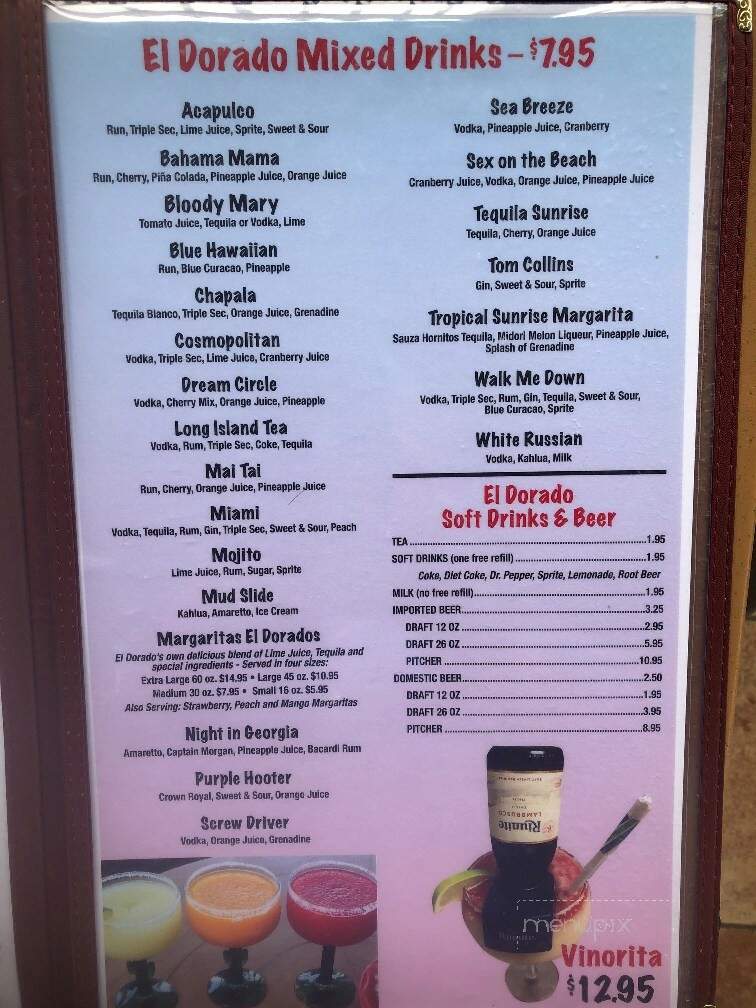 El Dorado Mixed Drinks – $7.95
Acapulco
Run, Triple Sec, Lime Juice, Sprite, Sweet & Sour
Bahama Mama
Run, Cherry, Piña Colada, Pineapple Juice, Orange Juice
Bloody Mary
Tomato Juice, Tequila or Vodka, Lime
Blue Hawaiian
Run, Blue Curacao, Pineapple
Chapala
Tequila Blanco, Triple Sec, Orange Juice, Grenadine
Cosmopolitan
Vodka, Triple Sec, Lime Juice, Cranberry Juice
Dream Circle
Vodka, Cherry Mix, Orange Juice, Pineapple
Long Island Tea
Vodka, Rum, Triple Sec, Coke, Tequila
Mai Tai
Run, Cherry, Orange Juice, Pineapple Juice
Miami
Vodka, Tequila, Rum, Gin, Triple Sec, Sweet & Sour, Peach
Mojito
Lime Juice, Rum, Sugar, Sprite
Mud Slide
Kahlua, Amaretto, Ice Cream
Margaritas El Dorados
El Dorado's own delicious blend of Lime Juice, Tequila and
special ingredients - Served in four sizes:
Extra Large 60 oz. $14.95 • Large 45 oz. $10.95
Medium 30 oz. $7.95 • Small 16 oz. $5.95
Also Serving: Strawberry, Peach and Mango Margaritas
Night in Georgia
Amaretto, Captain Morgan, Pineapple Juice, Bacardi Rum
Purple Hooter
Crown Royal, Sweet & Sour, Orange Juice
Screw Driver
Vodka, Orange Juice, Grenadine
Sea Breeze
Vodka, Pineapple Juice, Cranberry
Sex on the Beach
Cranberry Juice, Vodka, Orange Juice, Pineapple Juice
Tequila Sunrise
Tequila, Cherry, Orange Juice
Tom Collins
Gin, Sweet & Sour, Sprite
Tropical Sunrise Margarita
Sauza Hornitos Tequila, Midori Melon Liqueur, Pineapple Juice,
Splash of Grenadine
Walk Me Down
Vodka, Triple Sec, Rum, Gin, Tequila, Sweet & Sour,
Blue Curacao, Sprite
White Russian
Vodka, Kahlua, Milk
El Dorado
Soft Drinks & Beer
TEA 1.95
SOFT DRINKS (one free refill) 1.95
Coke, Diet Coke, Dr. Pepper, Sprite, Lemonade, Root Beer
MILK (no free refill) 1.95
IMPORTED BEER 3.25
DRAFT 12 OZ 2.95
DRAFT 26 OZ 5.95
PITCHER 10.95
DOMESTIC BEER 2.50
DRAFT 12 OZ 1.95
DRAFT 26 OZ 3.95
PITCHER 8.95
LAMBRUSCO
Riunite
menupix
Vinorita
$12.95